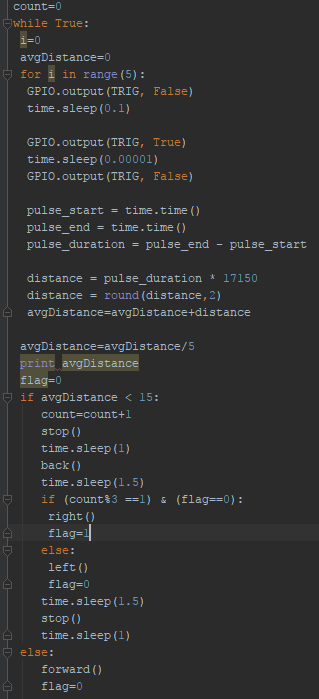 count=0
while True:
 i=0
 avgDistance=0
 for i in range(5):
  GPIO.output(TRIG, False)
  time.sleep(0.1)

  GPIO.output(TRIG, True)
  time.sleep(0.00001)
  GPIO.output(TRIG, False)

  pulse_start = time.time()
  pulse_end = time.time()
  pulse_duration = pulse_end - pulse_start

  distance = pulse_duration * 17150
  distance = round(distance,2)
  avgDistance=avgDistance+distance

 avgDistance=avgDistance/5
 print avgDistance
 flag=0
 if avgDistance < 15:
    count=count+1
    stop()
    time.sleep(1)
    back()
    time.sleep(1.5)
    if (count%3 ==1) & (flag==0):
     right()
     flag=1
    else:
     left()
     flag=0
    time.sleep(1.5)
    stop()
    time.sleep(1)
 else:
    forward()
    flag=0